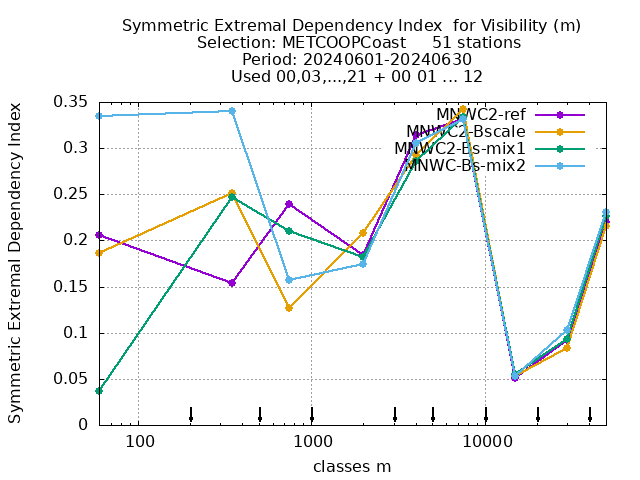 Symmetric Extremal Dependency Index  for Visibility (m)
Selection: METCOOPCoast     51 stations
Period: 20240601-20240630
Used 00,03,...,21 + 00 01 ... 12
Symmetric Extremal Dependency Index
0.35
0.3
0.25
0.2
0.15
0.1
0.05
0
MNWC2-ref
MNWC2-Bscale
MNWC2-Bs-mix1
MNWC-Bs-mix2
100
1000
10000
classes m